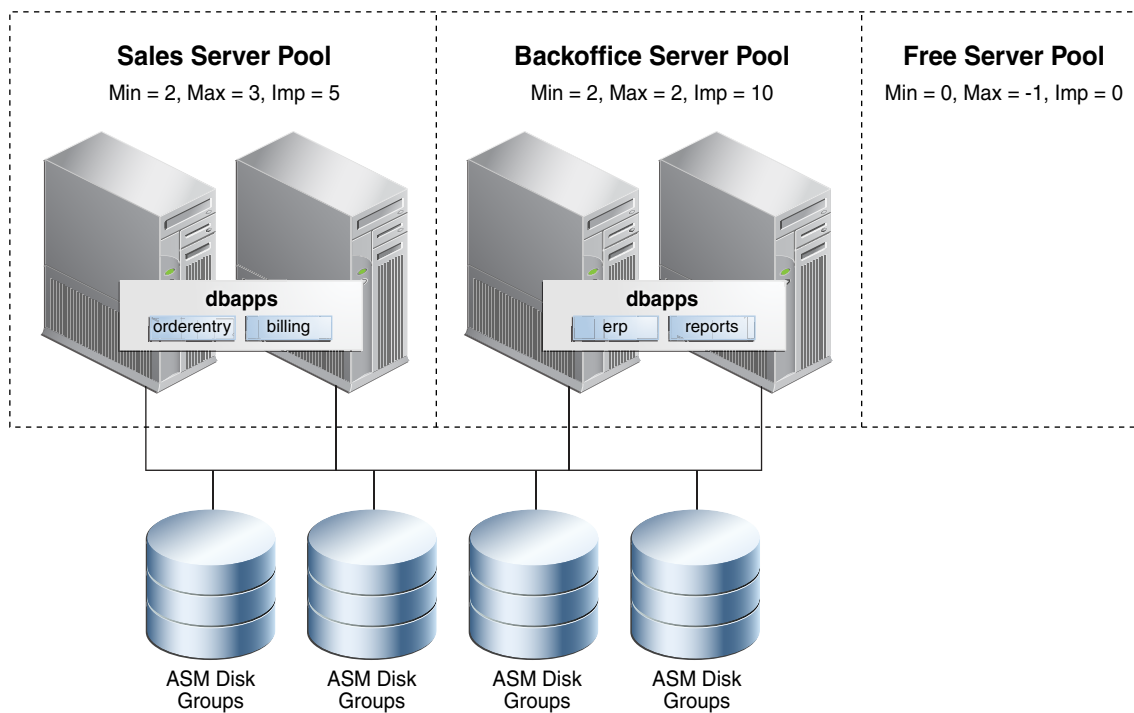 Sales Server Pool
Min = 2, Max = 3, Imp = 5
Backoffice Server Pool
Min = 2, Max = 2, Imp = 10
Free Server Pool
Min = 0, Max = -1, Imp = 0
dbapps
orderentry
billing
dbapps
erp
reports
ASM Disk
Groups
ASM Disk
Groups
ASM Disk
Groups
ASM Disk
Groups